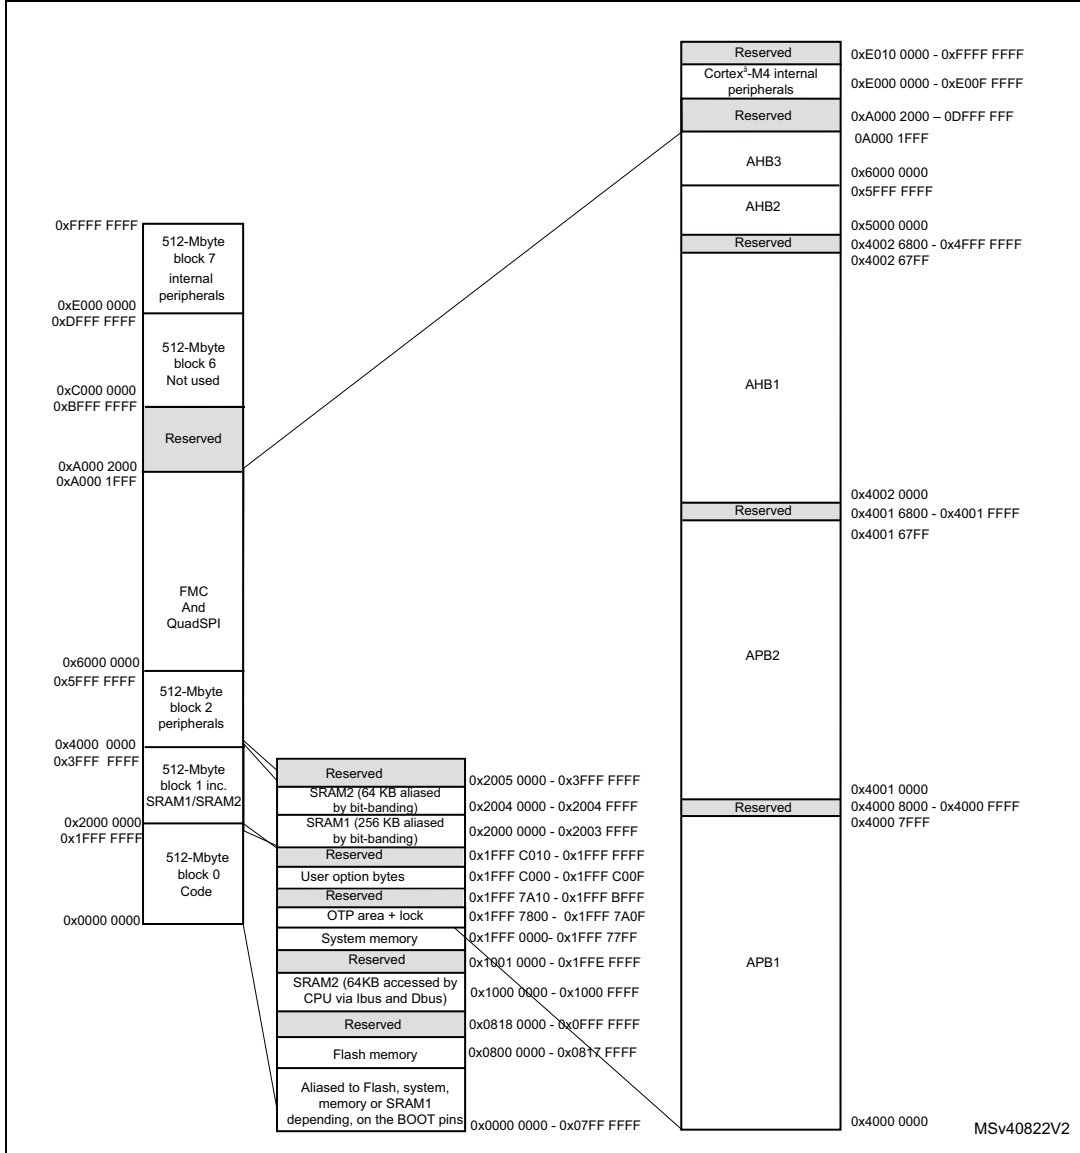 0xFFFF FFFF
512-Mbyte
block 7
internal
peripherals
0xE000 0000
0xDFFF FFFF
512-Mbyte
block 6
Not used
0xC000 0000
0xBFFF FFFF
Reserved
0xA000 2000
0xA000 1FFF
FMC
And
QuadSPI
0x6000 0000
0x5FFF FFFF
512-Mbyte
block 2
peripherals
0x4000 0000
0x3FFF FFFF
512-Mbyte
block 1 inc.
SRAM1/SRAM2
0x2000 0000
0x1FFF FFFF
512-Mbyte
block 0
Code
0x0000 0000
Reserved
0x2005 0000 - 0x3FFF FFFF
SRAM2 (64 KB aliased
by bit-banding)
0x2004 0000 - 0x2004 FFFF
SRAM1 (256 KB aliased
by bit-banding)
0x2000 0000 - 0x2003 FFFF
Reserved
0x1FFF C010 - 0x1FFF FFFF
User option bytes
0x1FFF C000 - 0x1FFF C00F
Reserved
0x1FFF 7A10 - 0x1FFF BFFF
OTP area + lock
0x1FFF 7800 - 0x1FFF 7A0F
System memory
0x1FFF 0000- 0x1FFF 77FF
Reserved
0x1001 0000 - 0x1FFE FFFF
SRAM2 (64KB accessed by
CPU via Ibus and Dbus)
0x1000 0000 - 0x1000 FFFF
Reserved
0x0818 0000 - 0x0FFF FFFF
Flash memory
0x0800 0000 - 0x0817 FFFF
Aliased to Flash, system,
memory or SRAM1
depending, on the BOOT pins
0x0000 0000 - 0x07FF FFFF
Reserved
0xE010 0000 - 0xFFFF FFFF
Cortexâ-M4 internal
peripherals
0xE000 0000 - 0xE00F FFFF
Reserved
0xA000 2000 – 0DFFF FFF
0A000 1FFF
AHB3
0x6000 0000
0x5FFF FFFF
AHB2
0x5000 0000
Reserved
0x4002 6800 - 0x4FFF FFFF
0x4002 67FF
AHB1
0x4002 0000
Reserved
0x4001 6800 - 0x4001 FFFF
0x4001 67FF
APB2
0x4001 0000
Reserved
0x4000 8000 - 0x4000 FFFF
0x4000 7FFF
APB1
0x4000 0000
MSv40822V2